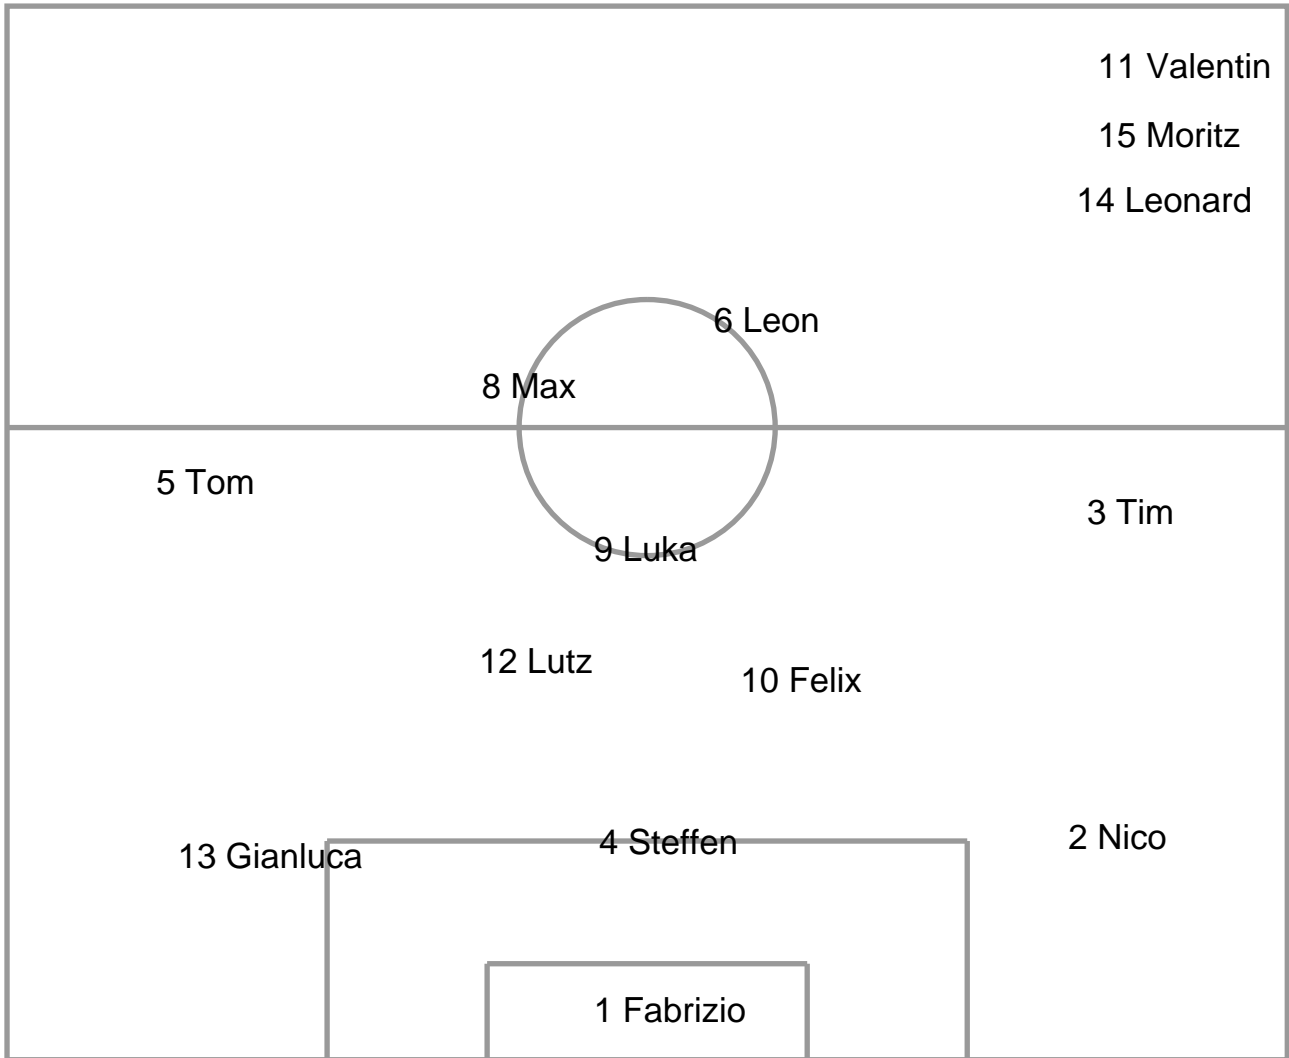 11 Valentin
15 Moritz
14 Leonard
6 Leon
8 Max
5 Tom
3 Tim
9 Luka
12 Lutz
10 Felix
2 Nico
4 Steffen
13 Gianluca
1 Fabrizio